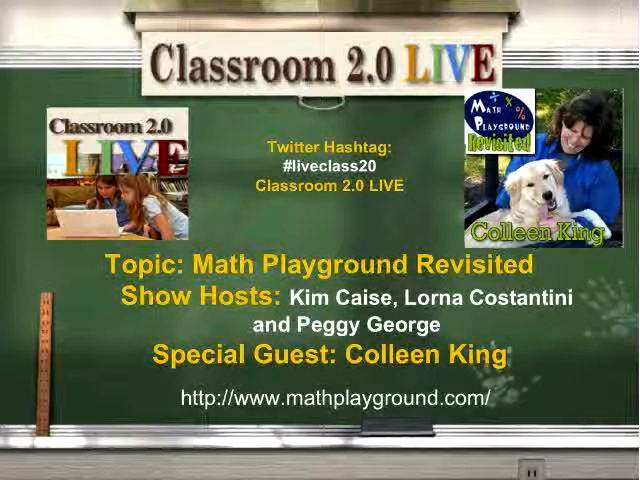 Classroom 2.0 LIVE
Classroom 2.0
LIVE
Twitter Hashtag:
#liveclass20
Classroom 2.0 LIVE
MATH
PLAYGROUND
Revisited
Colleen King
Topic: Math Playground Revisited
Show Hosts: Kim Caise, Lorna Costantini
and Peggy George
Special Guest: Colleen King
http://www.mathplayground.com/